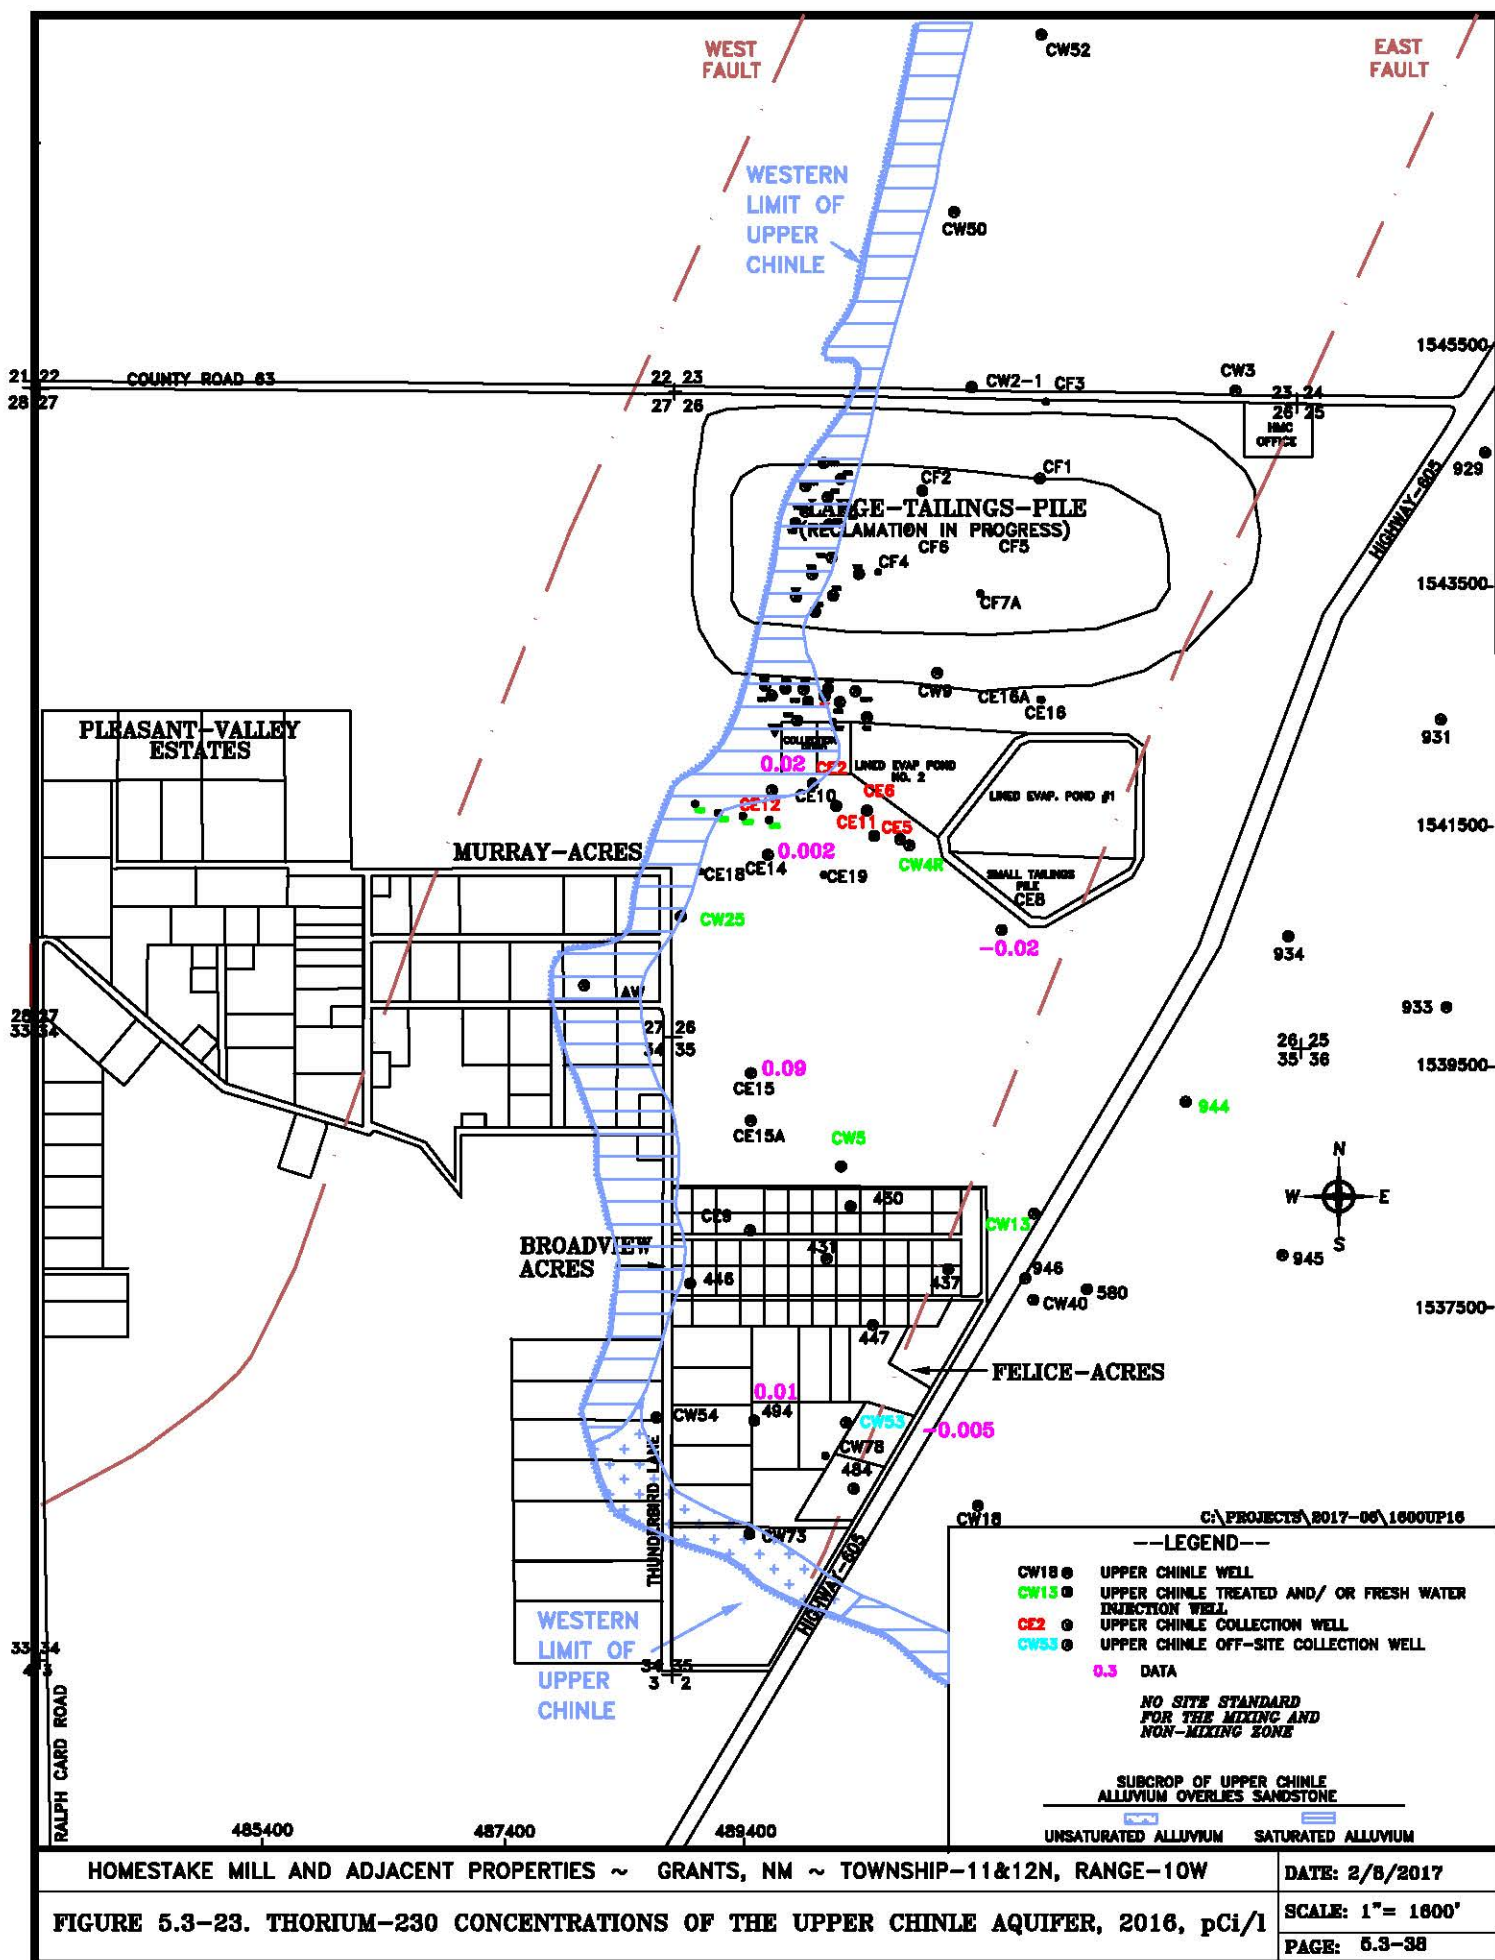 WEST
FAULT
EAST
FAULT
CW52
WESTERN
LIMIT OF
UPPER
CHINLE
CW50
1545500
21 22
28 27
COUNTY ROAD 63
22 23
27 26
CW2-1
CF3
CW3
23 24
26 25
HMC
OFFICE
929
HIGHWAY-605
CF2
CF1
LARGE-TAILINGS-PILE
(RECLAMATION IN PROGRESS)
CF6
CF5
CF4
CF7A
1543500
CW9
CE16A
CE16
931
PLEASANT-VALLEY
ESTATES
0.02
CE2
LINED EVAP POND
NO. 2
LINED EVAP. POND #1
CE10
CE12
CE6
CE11
CE5
CW4R
1541500
MURRAY-ACRES
0.002
CE14
CE18
CE19
SMALL TAILINGS
PILE
CE8
CW25
-0.02
934
AW
28 27
33 34
27 26
34 35
933
26 25
35 36
1539500
0.09
CE15
CE15A
944
CW5
N
W E
S
450
CE9
CW13
BROADVIEW
ACRES
431
446
437
946
945
CW40
580
1537500
447
FELICE-ACRES
0.01
494
CW54
CW53
-0.005
CW78
484
CW18
CW73
THUNDERBIRD LANE
HIGHWAY-605
WESTERN
LIMIT OF
UPPER
CHINLE
33 34
4 3
34 35
3 2
RALPH CARD ROAD
485400
487400
489400
C:\PROJECTS\2017-06\1600UP16
--LEGEND--
CW18 UPPER CHINLE WELL
CW13 UPPER CHINLE TREATED AND/ OR FRESH WATER
INJECTION WELL
CE2 UPPER CHINLE COLLECTION WELL
CW53 UPPER CHINLE OFF-SITE COLLECTION WELL
0.3 DATA
NO SITE STANDARD
FOR THE MIXING AND
NON-MIXING ZONE
SUBCROP OF UPPER CHINLE
ALLUVIUM OVERLIES SANDSTONE
UNSATURATED ALLUVIUM SATURATED ALLUVIUM
HOMESTAKE MILL AND ADJACENT PROPERTIES ~ GRANTS, NM ~ TOWNSHIP-11&12N, RANGE-10W
DATE: 2/8/2017
FIGURE 5.3-23. THORIUM-230 CONCENTRATIONS OF THE UPPER CHINLE AQUIFER, 2016, pCi/l
SCALE: 1"= 1600'
PAGE: 5.3-38